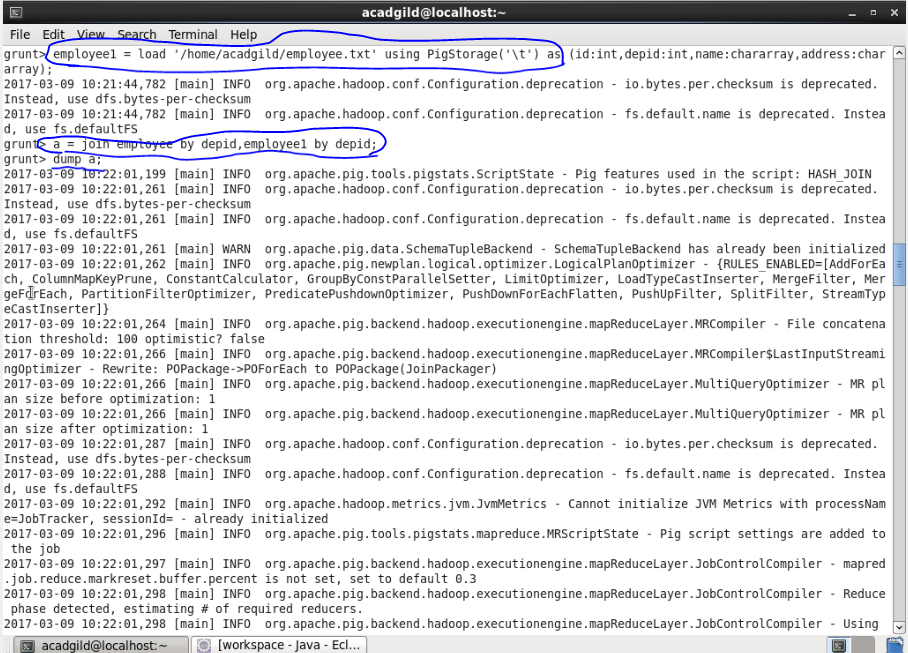 acadgild@localhost:~
File Edit View Search Terminal Help
grunt> employee1 = load '/home/acadgild/employee.txt' using PigStorage('\t') as (id:int,depid:int,name:chararray,address:char
array);
2017-03-09 10:21:44,782 [main] INFO  org.apache.hadoop.conf.Configuration.deprecation - io.bytes.per.checksum is deprecated.
Instead, use dfs.bytes-per-checksum
2017-03-09 10:21:44,782 [main] INFO  org.apache.hadoop.conf.Configuration.deprecation - fs.default.name is deprecated. Instea
d, use fs.defaultFS
grunt> a = join employee by depid,employee1 by depid;
grunt> dump a;
2017-03-09 10:22:01,199 [main] INFO  org.apache.pig.tools.pigstats.ScriptState - Pig features used in the script: HASH_JOIN
2017-03-09 10:22:01,261 [main] INFO  org.apache.hadoop.conf.Configuration.deprecation - io.bytes.per.checksum is deprecated.
Instead, use dfs.bytes-per-checksum
2017-03-09 10:22:01,261 [main] INFO  org.apache.hadoop.conf.Configuration.deprecation - fs.default.name is deprecated. Instea
d, use fs.defaultFS
2017-03-09 10:22:01,261 [main] WARN  org.apache.pig.data.SchemaTupleBackend - SchemaTupleBackend has already been initialized
2017-03-09 10:22:01,262 [main] INFO  org.apache.pig.newplan.logical.optimizer.LogicalPlanOptimizer - {RULES_ENABLED=[AddForEa
ch, ColumnMapKeyPrune, ConstantCalculator, GroupByConstParallelSetter, LimitOptimizer, LoadTypeCastInserter, MergeFilter, Mer
geForEach, PartitionFilterOptimizer, PredicatePushdownOptimizer, PushDownForEachFlatten, PushUpFilter, SplitFilter, StreamTyp
eCastInserter]}
2017-03-09 10:22:01,264 [main] INFO  org.apache.pig.backend.hadoop.executionengine.mapReduceLayer.MRCompiler - File concatena
tion threshold: 100 optimistic? false
2017-03-09 10:22:01,266 [main] INFO  org.apache.pig.backend.hadoop.executionengine.mapReduceLayer.MRCompiler$LastInputStreami
ngOptimizer - Rewrite: POPackage->POForEach to POPackage(JoinPackager)
2017-03-09 10:22:01,266 [main] INFO  org.apache.pig.backend.hadoop.executionengine.mapReduceLayer.MultiQueryOptimizer - MR pl
an size before optimization: 1
2017-03-09 10:22:01,266 [main] INFO  org.apache.pig.backend.hadoop.executionengine.mapReduceLayer.MultiQueryOptimizer - MR pl
an size after optimization: 1
2017-03-09 10:22:01,287 [main] INFO  org.apache.hadoop.conf.Configuration.deprecation - io.bytes.per.checksum is deprecated.
Instead, use dfs.bytes-per-checksum
2017-03-09 10:22:01,288 [main] INFO  org.apache.hadoop.conf.Configuration.deprecation - fs.default.name is deprecated. Instea
d, use fs.defaultFS
2017-03-09 10:22:01,292 [main] INFO  org.apache.hadoop.metrics.jvm.JvmMetrics - Cannot initialize JVM Metrics with processNam
e=JobTracker, sessionId= - already initialized
2017-03-09 10:22:01,296 [main] INFO  org.apache.pig.tools.pigstats.mapreduce.MRScriptState - Pig script settings are added to
 the job
2017-03-09 10:22:01,297 [main] INFO  org.apache.pig.backend.hadoop.executionengine.mapReduceLayer.JobControlCompiler - mapred
.job.reduce.markreset.buffer.percent is not set, set to default 0.3
2017-03-09 10:22:01,298 [main] INFO  org.apache.pig.backend.hadoop.executionengine.mapReduceLayer.JobControlCompiler - Reduce
 phase detected, estimating # of required reducers.
2017-03-09 10:22:01,298 [main] INFO  org.apache.pig.backend.hadoop.executionengine.mapReduceLayer.JobControlCompiler - Using
acadgild@localhost:~ [workspace - Java - Ecl...